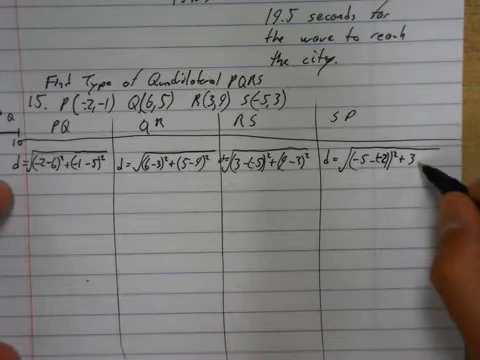 19.5 seconds for
the wave to reach
the city.
Find Type of Quadilateral PQRS
15. P(-2,-1) Q(6,5) R(3,9) S(-5,3)
Q
10
PQ QR RS SP
d=√(-2-6)²+(-1-5)² d=√(6-3)²+(5-9)² d=√(3-(-5))²+(9-3)² d=√(-5-(-2))²+3